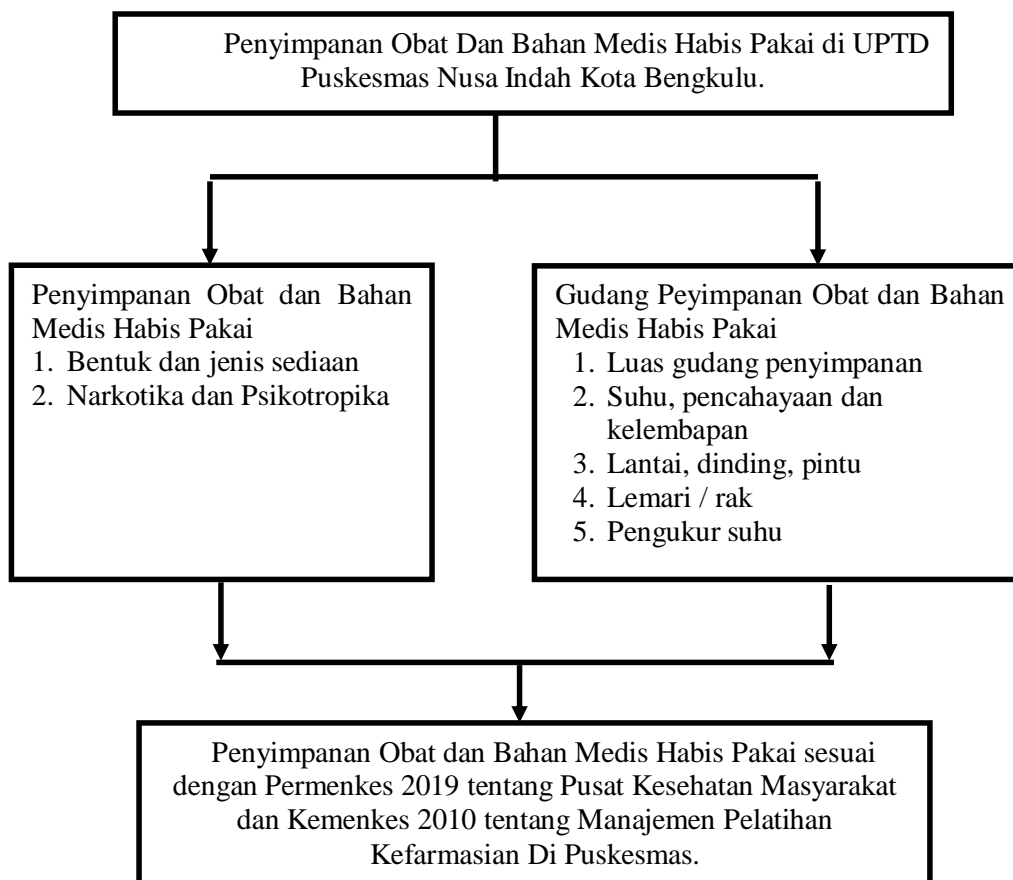 Penyimpanan Obat Dan Bahan Medis Habis Pakai di UPTD
Puskesmas Nusa Indah Kota Bengkulu.
Penyimpanan Obat dan Bahan
Medis Habis Pakai
1. Bentuk dan jenis sediaan
2. Narkotika dan Psikotropika
Gudang Peyimpanan Obat dan Bahan
Medis Habis Pakai
1. Luas gudang penyimpanan
2. Suhu, pencahayaan dan
kelembapan
3. Lantai, dinding, pintu
4. Lemari / rak
5. Pengukur suhu
Penyimpanan Obat dan Bahan Medis Habis Pakai sesuai
dengan Permenkes 2019 tentang Pusat Kesehatan Masyarakat
dan Kemenkes 2010 tentang Manajemen Pelatihan
Kefarmasian Di Puskesmas.